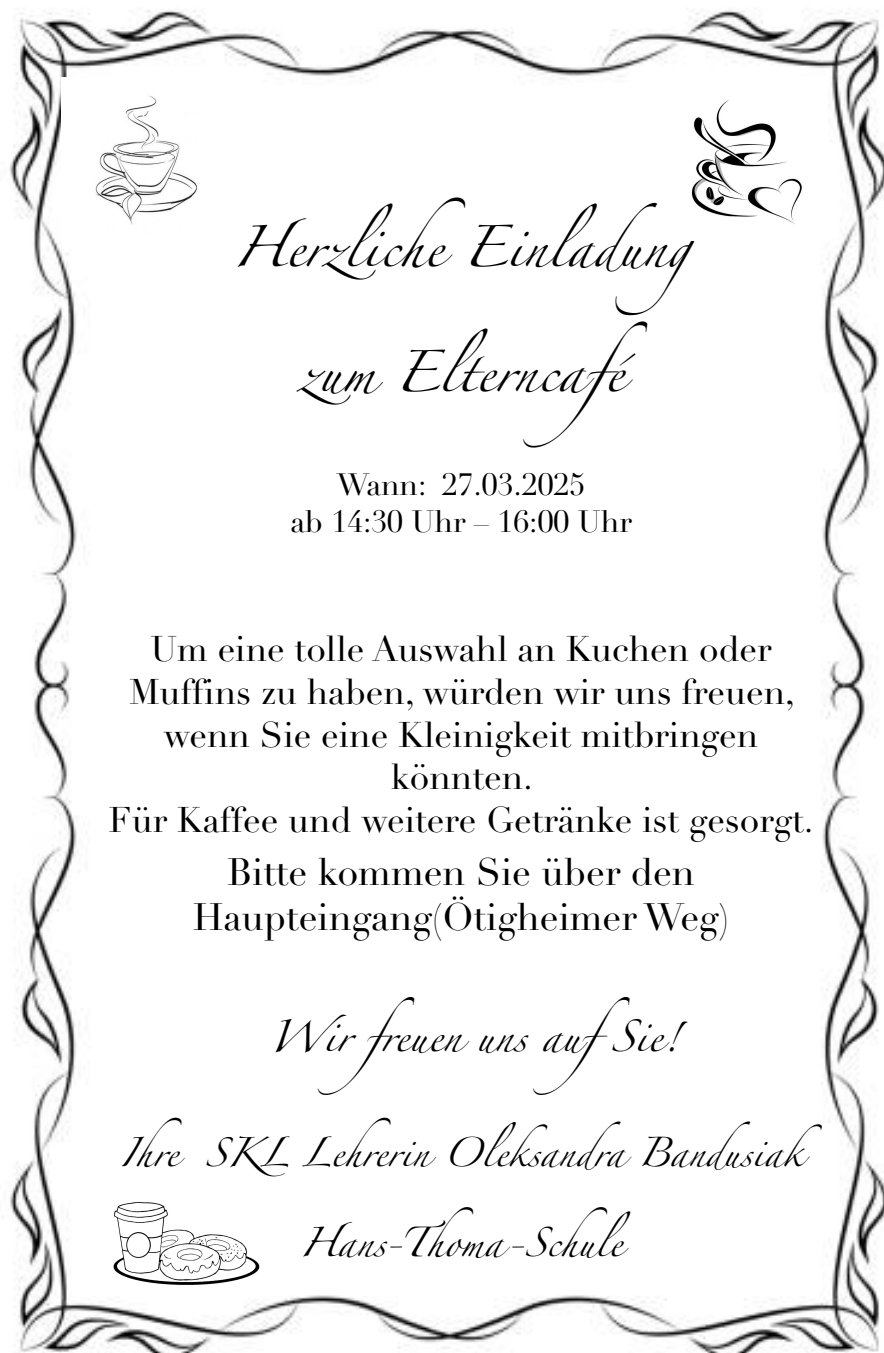 Herzliche Einladung
zum Elterncafé
Wann: 27.03.2025
ab 14:30 Uhr – 16:00 Uhr
Um eine tolle Auswahl an Kuchen oder
Muffins zu haben, würden wir uns freuen,
wenn Sie eine Kleinigkeit mitbringen
könnten.
Für Kaffee und weitere Getränke ist gesorgt.
Bitte kommen Sie über den
Haupteingang(Ötigheimer Weg)
Wir freuen uns auf Sie!
Ihre SKL Lehrerin Oleksandra Bandusiak
Hans-Thoma-Schule